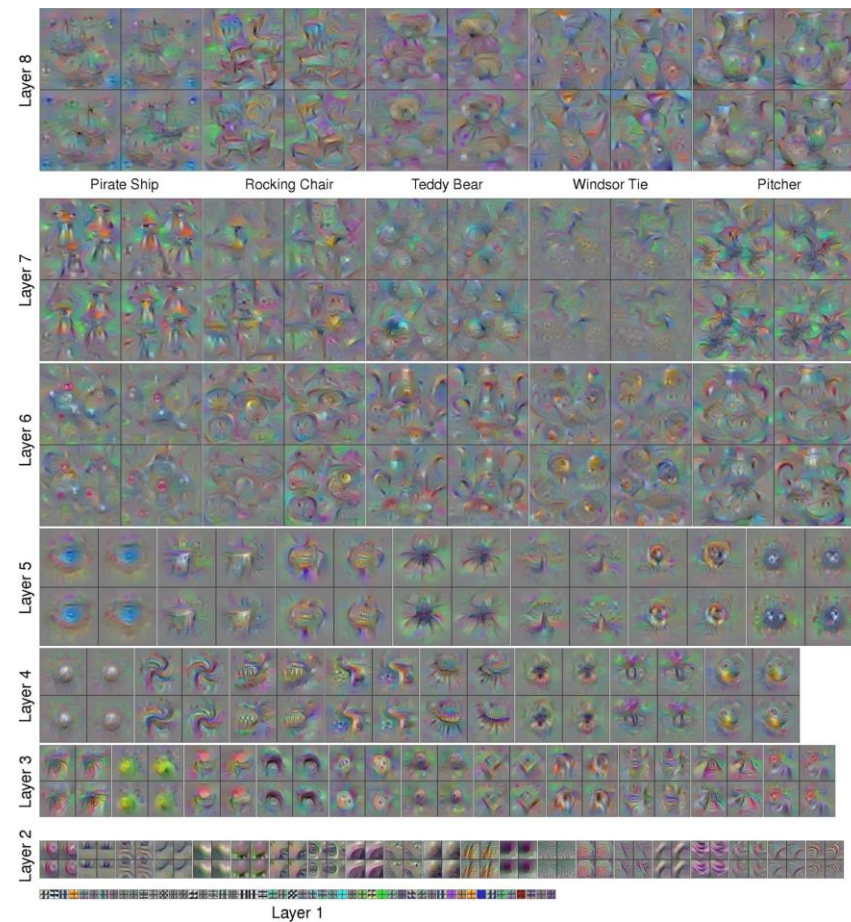 Layer 8
Pirate Ship
Rocking Chair
Teddy Bear
Windsor Tie
Pitcher
Layer 7
Layer 6
Layer 5
Layer 4
Layer 3
Layer 2
Layer 1